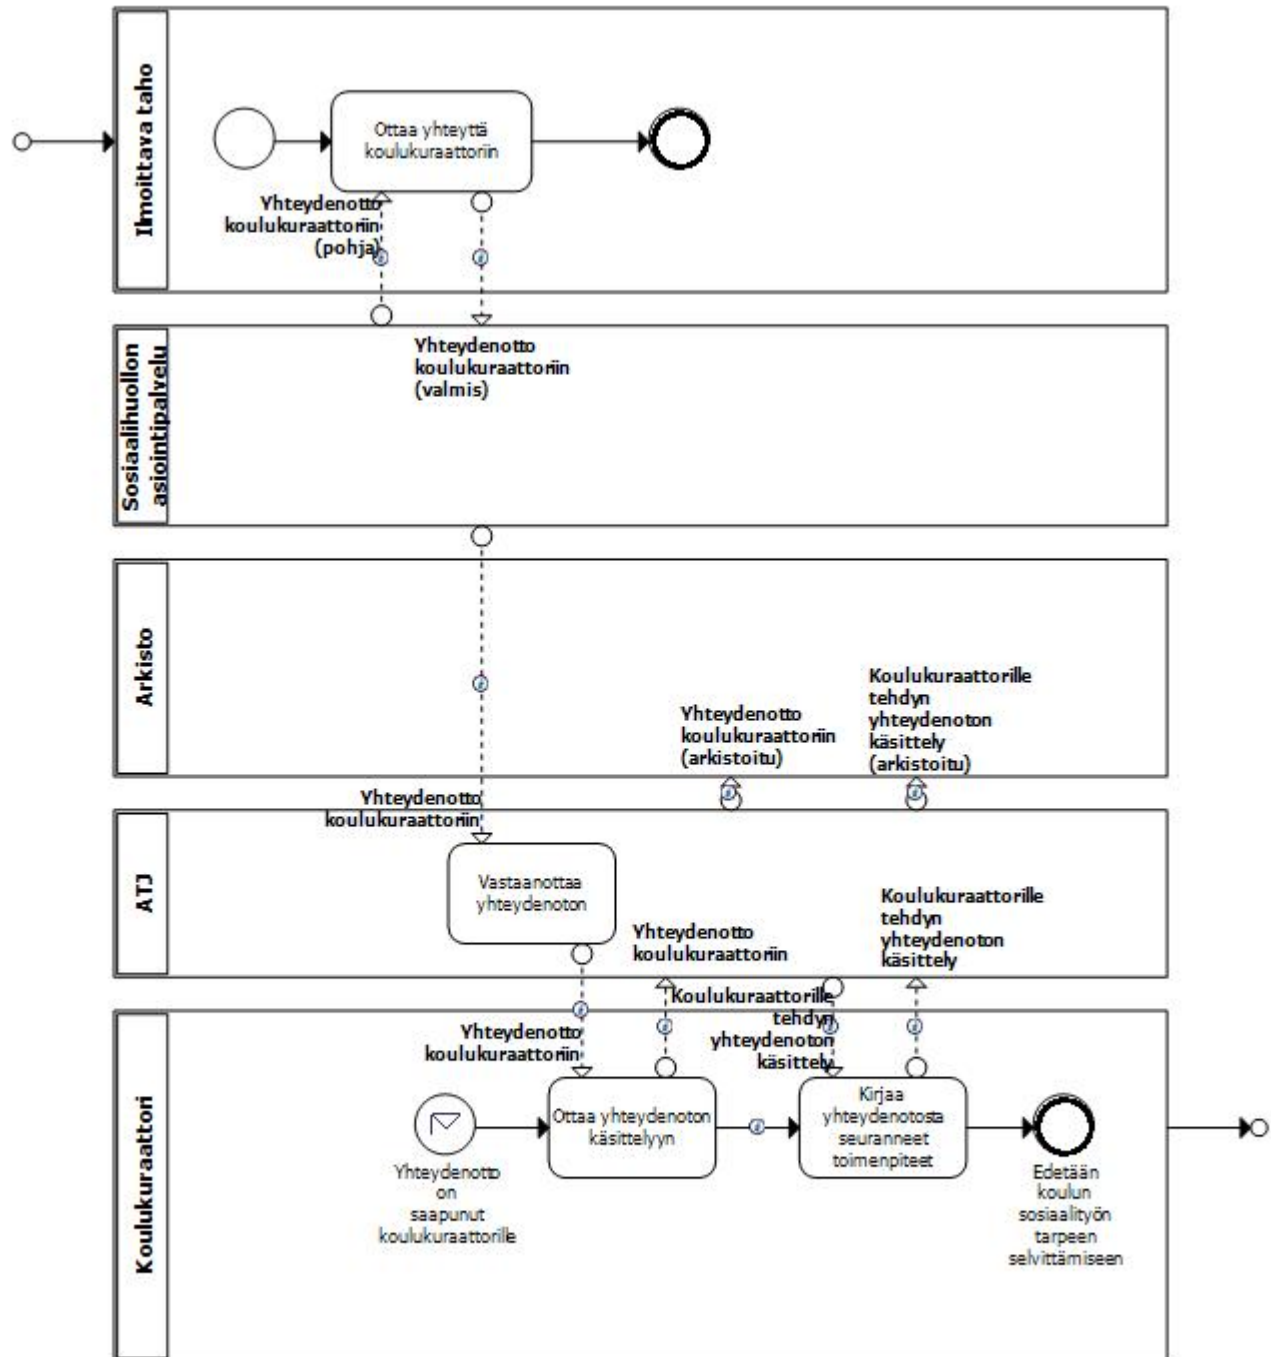 Ilmoittava taho
Ottaa yhteyttä
koulukuraattoriin
Yhteydenotto
koulukuraattoriin
(pohja)
Sosiaalihuollon
asiointipalvelu
Yhteydenotto
koulukuraattoriin
(valmis)
Arkisto
Yhteydenotto
koulukuraattoriin
(arkistoitu)
Koulukuraattorille
tehdyn
yhteydenoton
käsittely
(arkistoitu)
ATJ
Yhteydenotto
koulukuraattoriin
Vastaanottaa
yhteydenoton
Yhteydenotto
koulukuraattoriin
Koulukuraattorille
tehdyn
yhteydenoton
käsittely
Koulukuraattori
Yhteydenotto
koulukuraattoriin
Koulukuraattorille
tehdyn
yhteydenoton
käsittely
Yhteydenotto
on
saapunut
koulukuraattorille
Ottaa yhteydenoton
käsittelyyn
Kirjaa
yhteydenotosta
seuranneet
toimenpiteet
Edetään
koulun
sosiaalityön
tarpeen
selvittämiseen